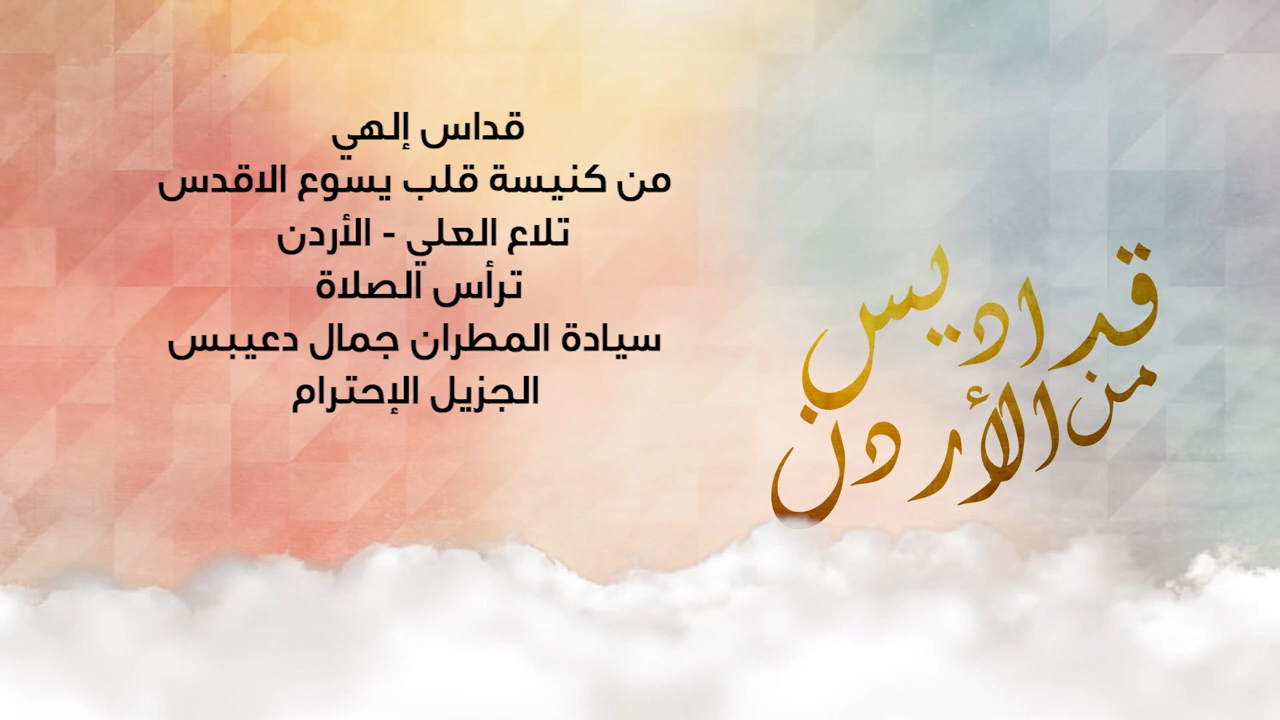 قداس إلهي
من كنيسة قلب يسوع الاقدس
تلاع العلي - الأردن
ترأس الصلاة
سيادة المطران جمال دعيبس
الجزيل الإحترام
قداديس
من الأردن